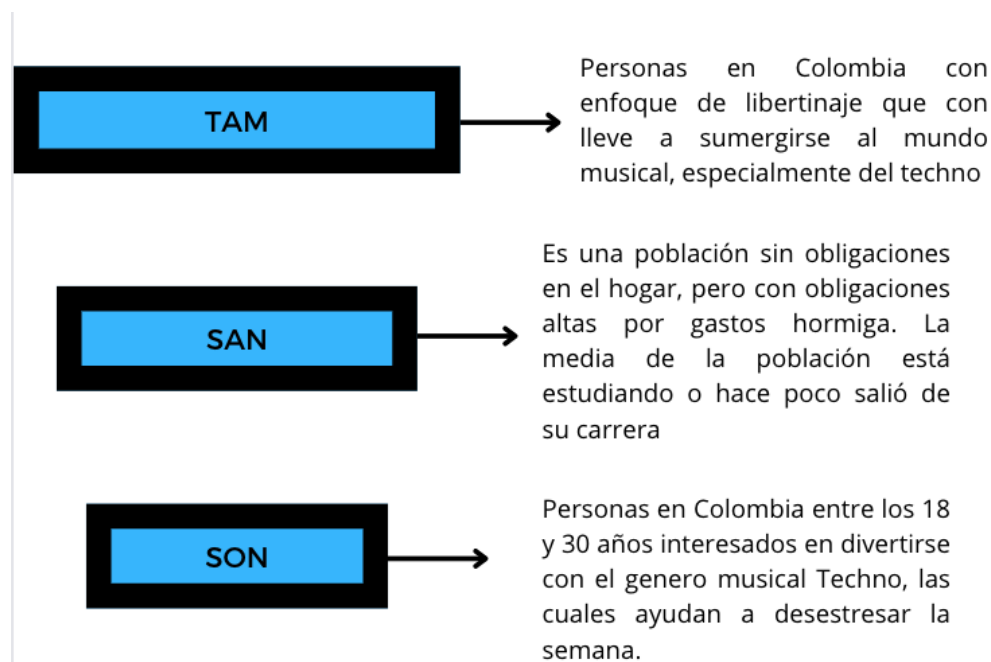 TAM
Personas en Colombia con
enfoque de libertinaje que con
lleve a sumergirse al mundo
musical, especialmente del techno
SAN
Es una población sin obligaciones
en el hogar, pero con obligaciones
altas por gastos hormiga. La
media de la población está
estudiando o hace poco salió de
su carrera
SON
Personas en Colombia entre los 18
y 30 años interesados en divertirse
con el genero musical Techno, las
cuales ayudan a desestresar la
semana.